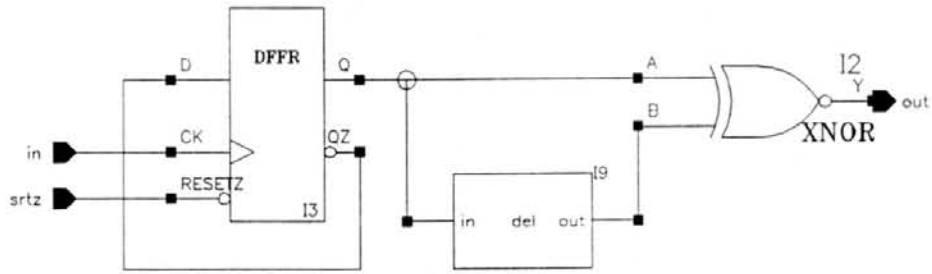 DFFR
D
Q
CK
QZ
RESETZ
I3
in
srtz
A
B
I2
Y
out
XNOR
I9
in del out